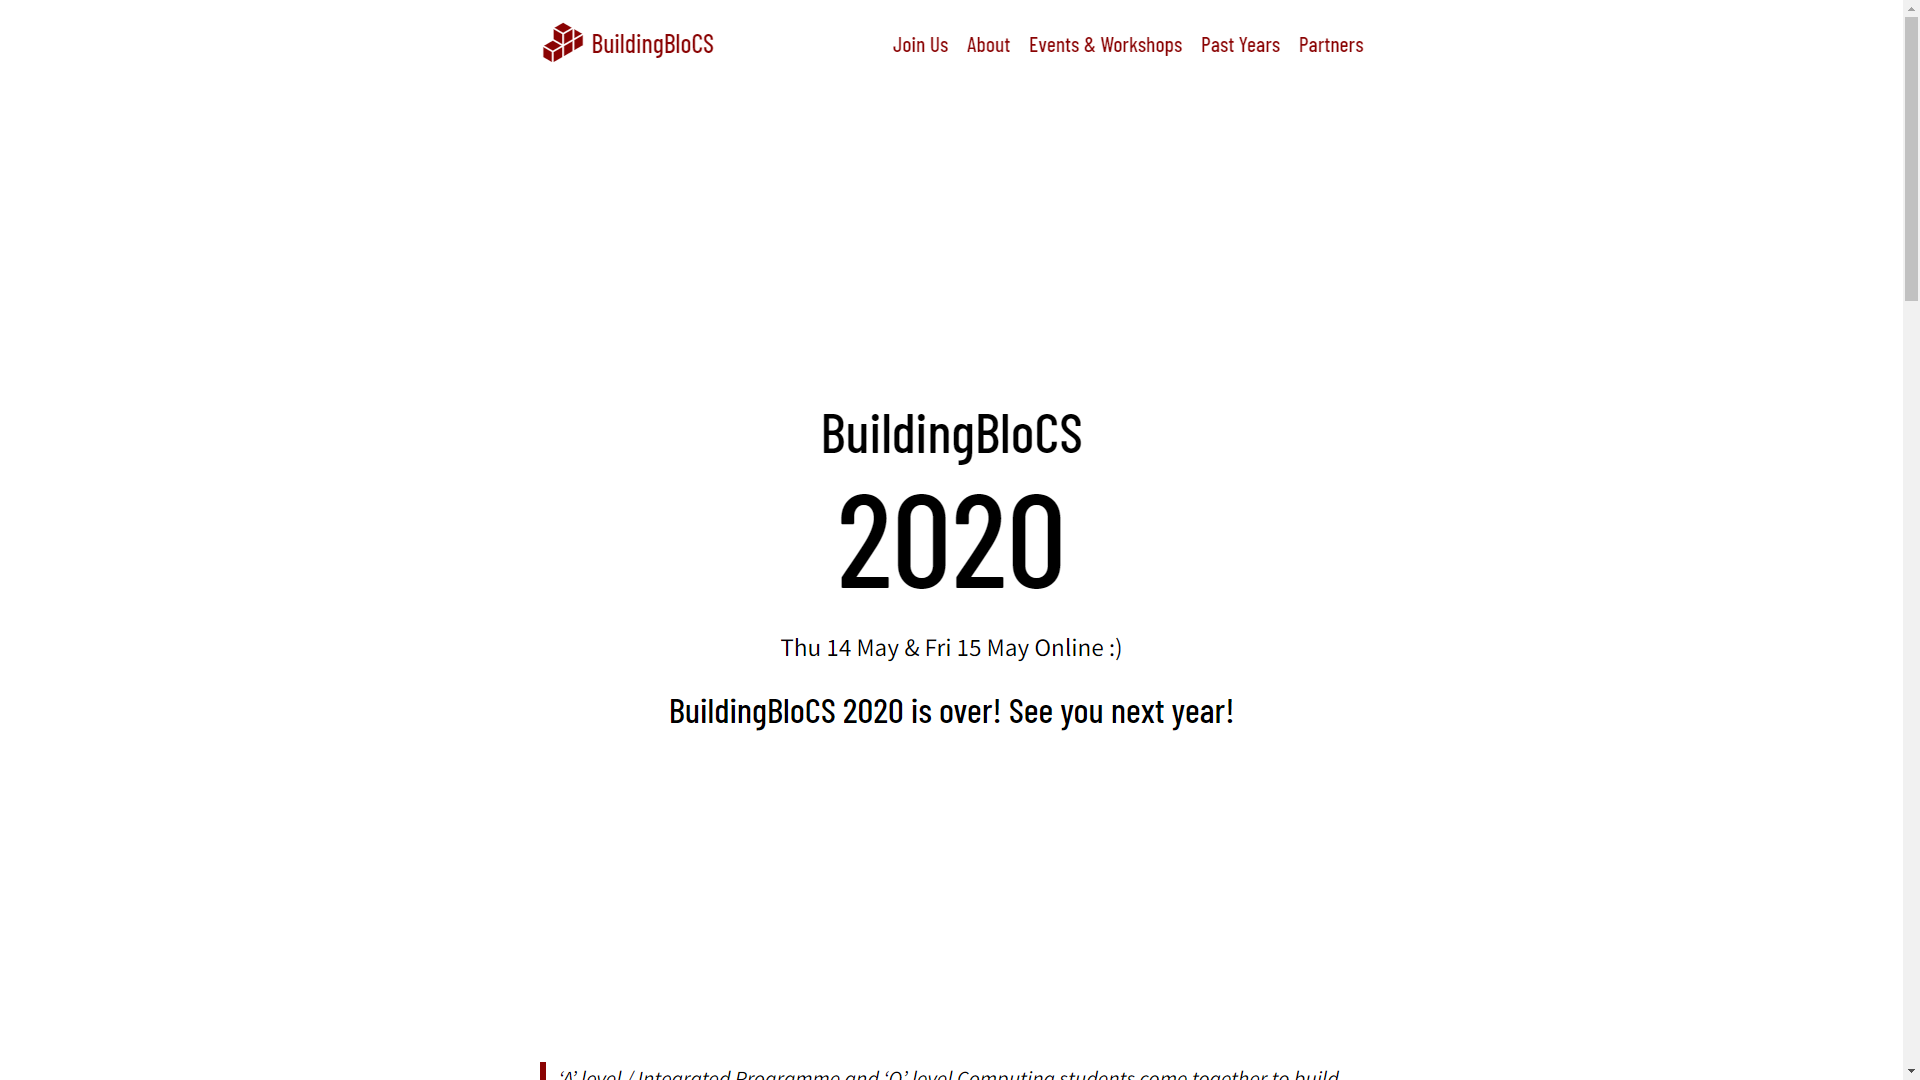 BuildingBloCS
Join Us About Events & Workshops Past Years Partners
BuildingBloCS
2020
Thu 14 May & Fri 15 May Online :)
BuildingBloCS 2020 is over! See you next year!
‘A’ level / Integrated Programme and ‘O’ level Computing students come together to build